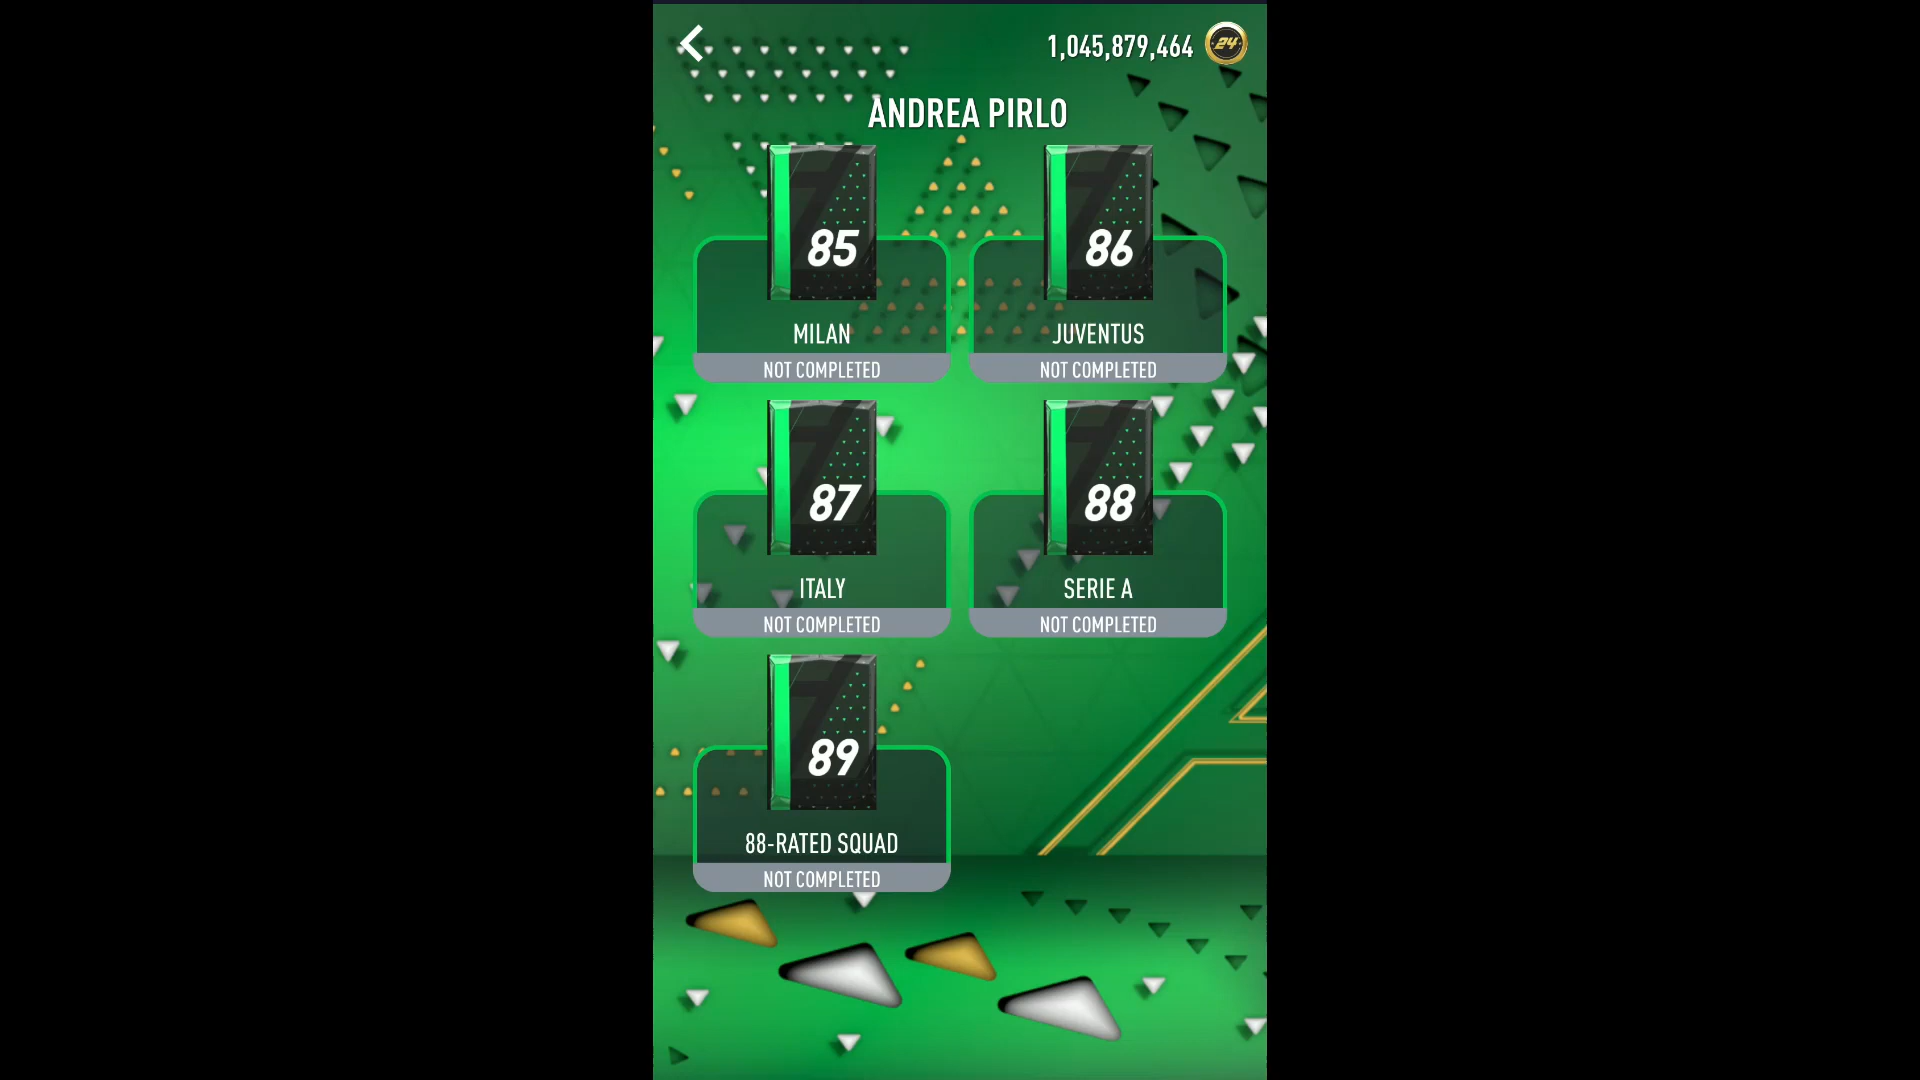 1,045,879,464 24
ANDREA PIRLO
85
86
MILAN
JUVENTUS
NOT COMPLETED
NOT COMPLETED
87
88
ITALY
SERIE A
NOT COMPLETED
NOT COMPLETED
89
88-RATED SQUAD
NOT COMPLETED